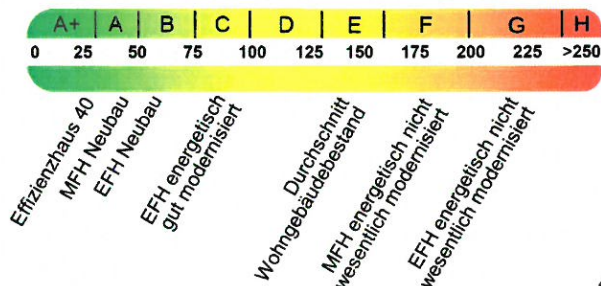 A+ A B C D E F G H
0 25 50 75 100 125 150 175 200 225 >250
Effizienzhaus 40
MFH Neubau
EFH Neubau
EFH energetisch
gut modernisiert
Durchschnitt
Wohngebäudebestand
MFH energetisch nicht
wesentlich modernisiert
EFH energetisch nicht
wesentlich modernisiert